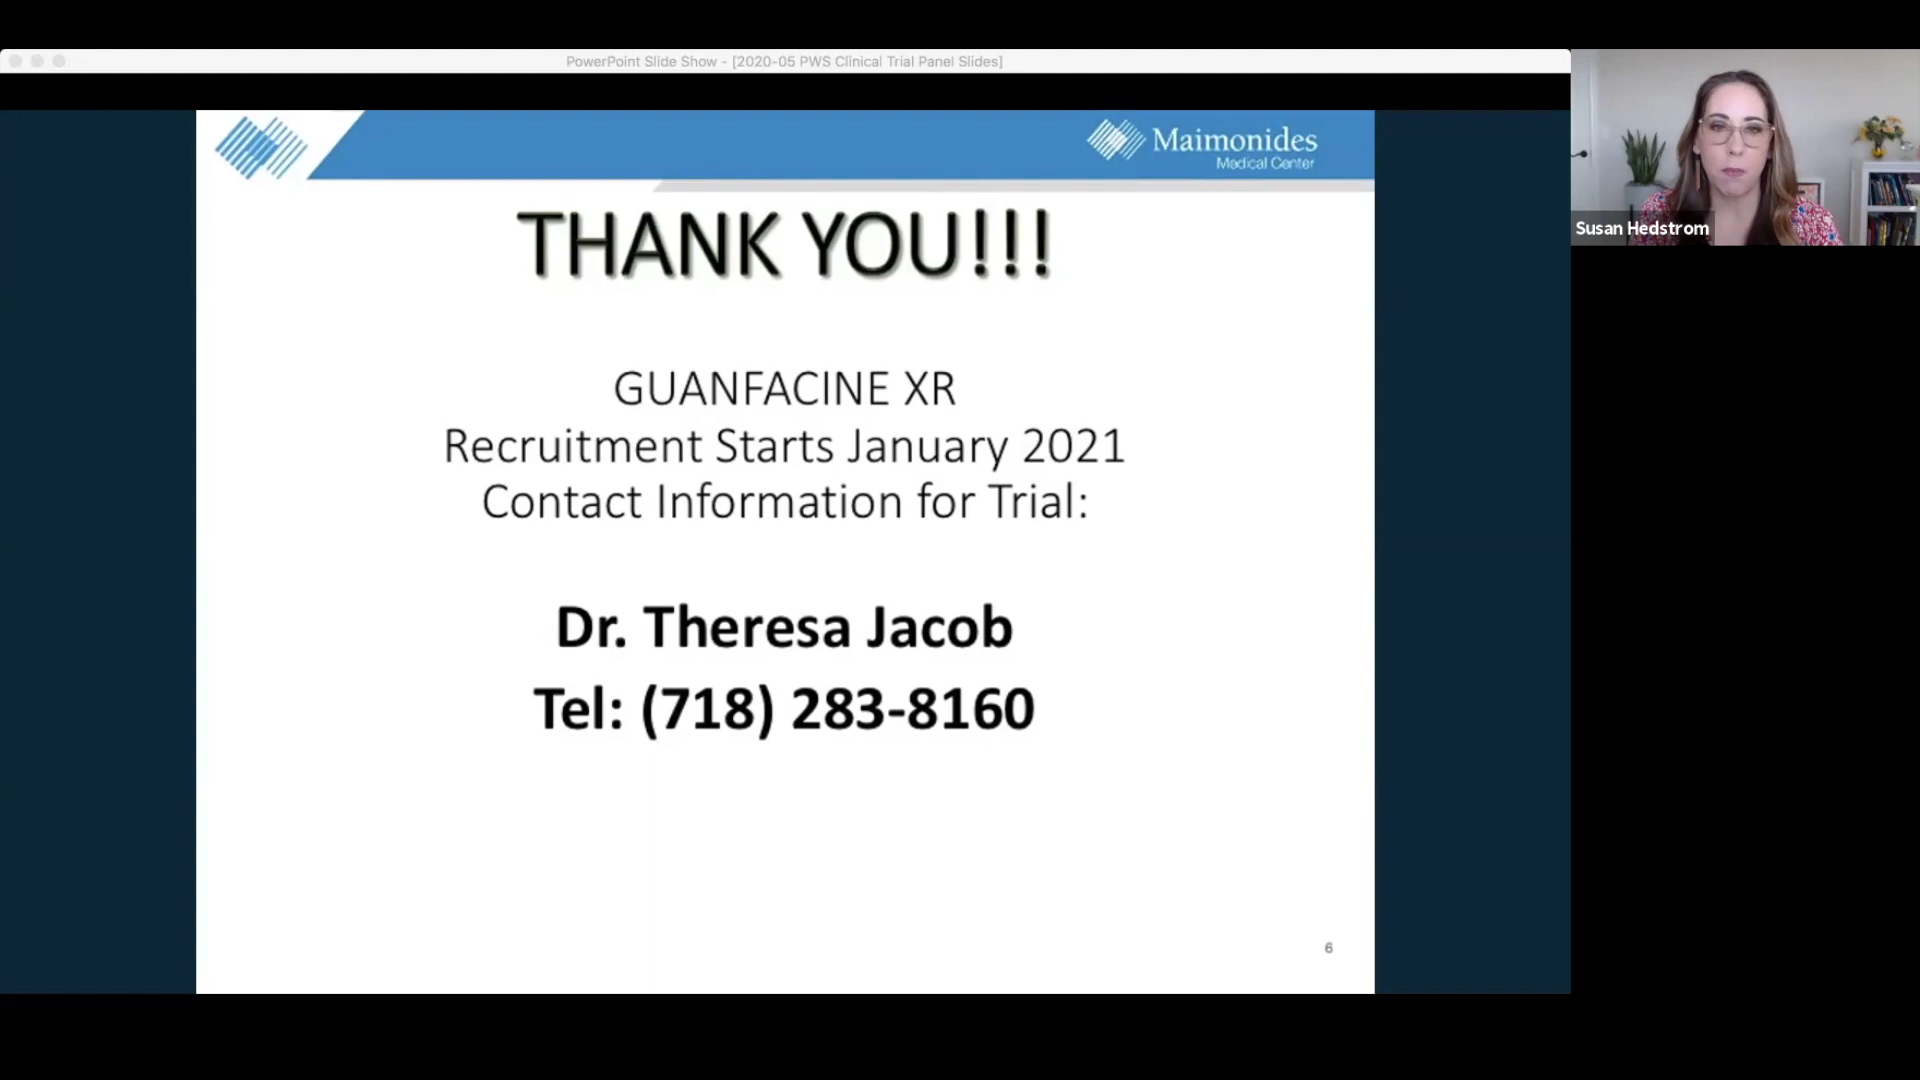 PowerPoint Slide Show - [2020-05 PWS Clinical Trial Panel Slides]
Maimonides
Medical Center
THANK YOU!!!
GUANFACINE XR
Recruitment Starts January 2021
Contact Information for Trial:
Dr. Theresa Jacob
Tel: (718) 283-8160
6
Susan Hedstrom